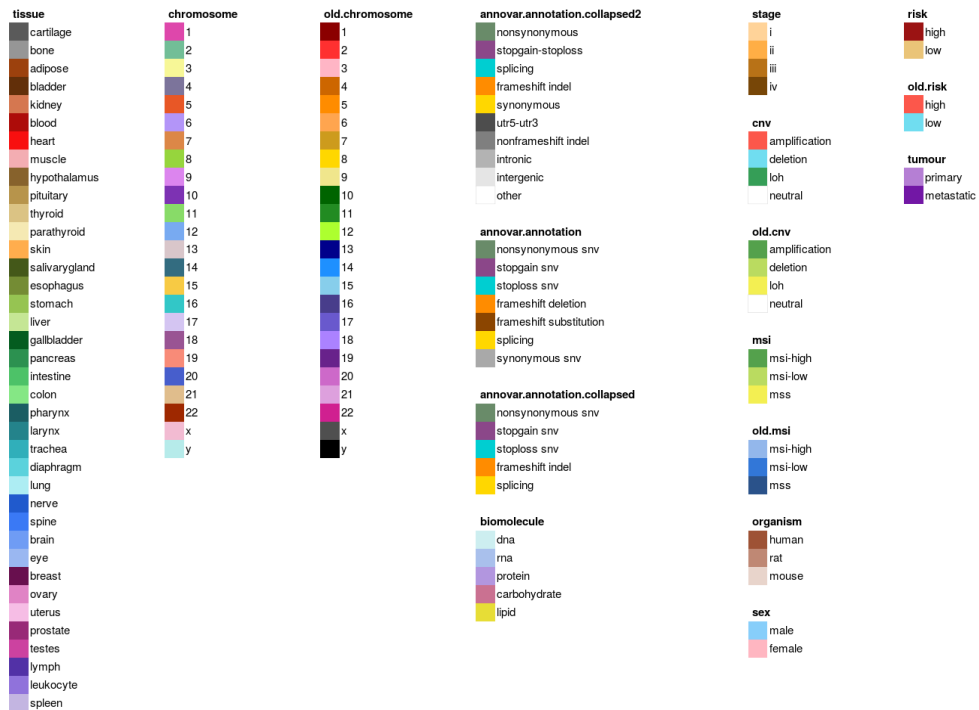 tissue
cartilage
bone
adipose
bladder
kidney
blood
heart
muscle
hypothalamus
pituitary
thyroid
parathyroid
skin
salivarygland
esophagus
stomach
liver
gallbladder
pancreas
intestine
colon
pharynx
larynx
trachea
diaphragm
lung
nerve
spine
brain
eye
breast
ovary
uterus
prostate
testes
lymph
leukocyte
spleen
chromosome
1
2
3
4
5
6
7
8
9
10
11
12
13
14
15
16
17
18
19
20
21
22
x
y
old.chromosome
1
2
3
4
5
6
7
8
9
10
11
12
13
14
15
16
17
18
19
20
21
22
x
y
annovar.annotation.collapsed2
nonsynonymous
stopgain-stoploss
splicing
frameshift indel
synonymous
utr5-utr3
nonframeshift indel
intronic
intergenic
other
annovar.annotation
nonsynonymous snv
stopgain snv
stoploss snv
frameshift deletion
frameshift substitution
splicing
synonymous snv
annovar.annotation.collapsed
nonsynonymous snv
stopgain snv
stoploss snv
frameshift indel
splicing
biomolecule
dna
rna
protein
carbohydrate
lipid
stage
i
ii
iii
iv
cnv
amplification
deletion
loh
neutral
old.cnv
amplification
deletion
loh
neutral
msi
msi-high
msi-low
mss
old.msi
msi-high
msi-low
mss
organism
human
rat
mouse
sex
male
female
risk
high
low
old.risk
high
low
tumour
primary
metastatic